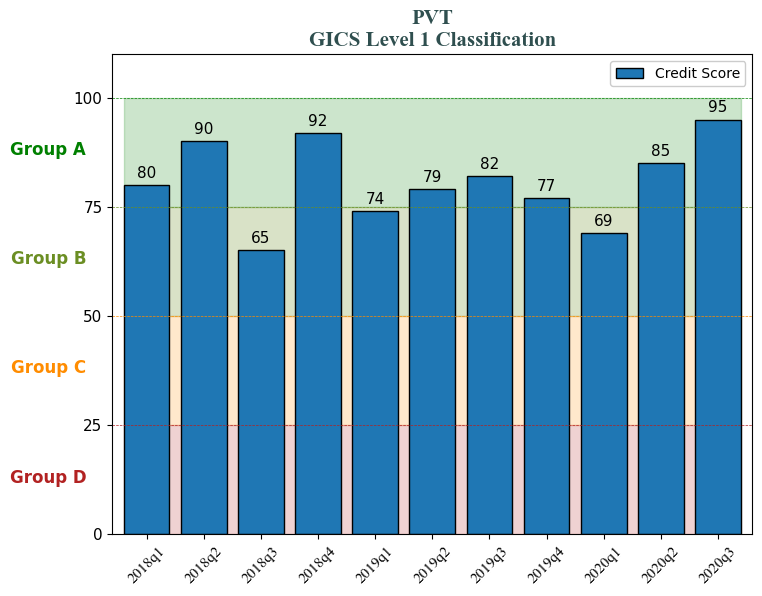 PVT
GICS Level 1 Classification
Credit Score
100
75
50
25
0
Group A
Group B
Group C
Group D
80
90
65
92
74
79
82
77
69
85
95
2018q1
2018q2
2018q3
2018q4
2019q1
2019q2
2019q3
2019q4
2020q1
2020q2
2020q3